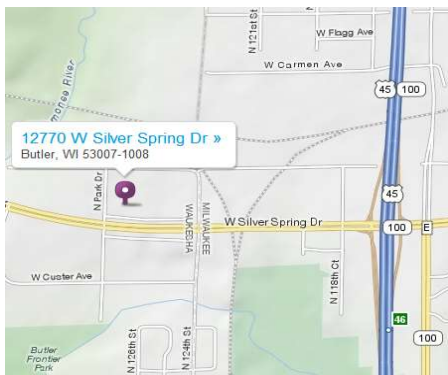 N 121st St
W Flagg Ave
W Carmen Ave
45
100
12770 W Silver Spring Dr »
Butler, WI 53007-1008
45
N Park Dr
WAUKESHA
MILWAUKEE
W Silver Spring Dr
100
E
W Custer Ave
N 118th Ct
46
100
N 126th St
N 124th St
Butler
Frontier
Park